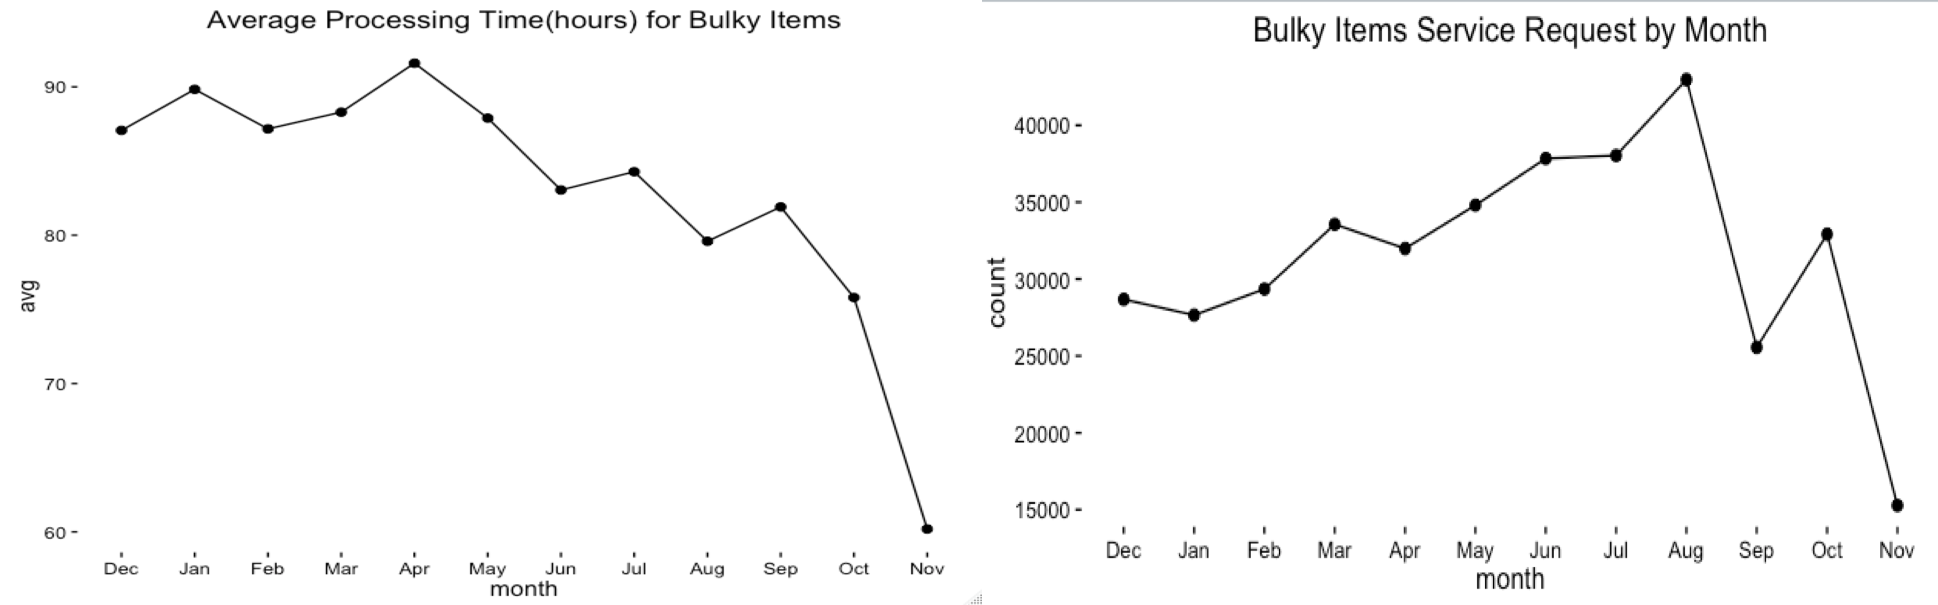 Average Processing Time(hours) for Bulky Items
90
80
70
60
avg
Dec Jan Feb Mar Apr May Jun Jul Aug Sep Oct Nov
month
Bulky Items Service Request by Month
40000
35000
30000
25000
20000
15000
count
Dec Jan Feb Mar Apr May Jun Jul Aug Sep Oct Nov
month